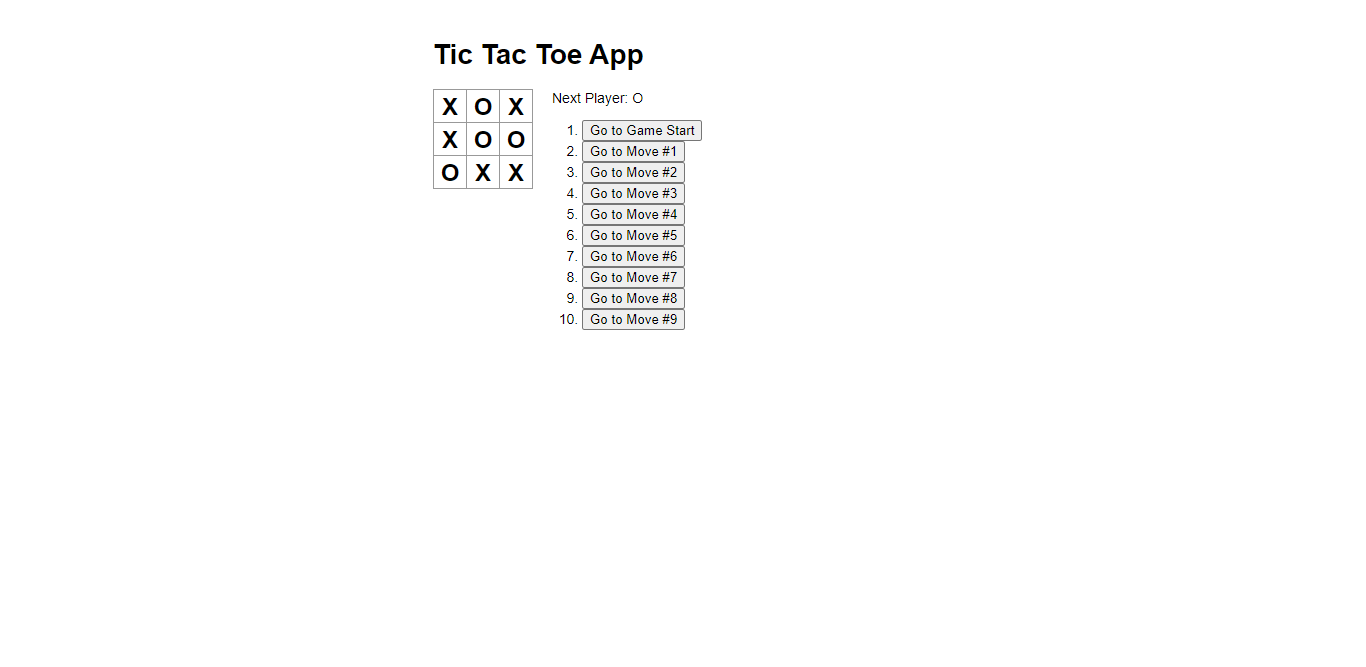 Tic Tac Toe App
X O X
X O O
O X X
Next Player: O
1. Go to Game Start
2. Go to Move #1
3. Go to Move #2
4. Go to Move #3
5. Go to Move #4
6. Go to Move #5
7. Go to Move #6
8. Go to Move #7
9. Go to Move #8
10. Go to Move #9